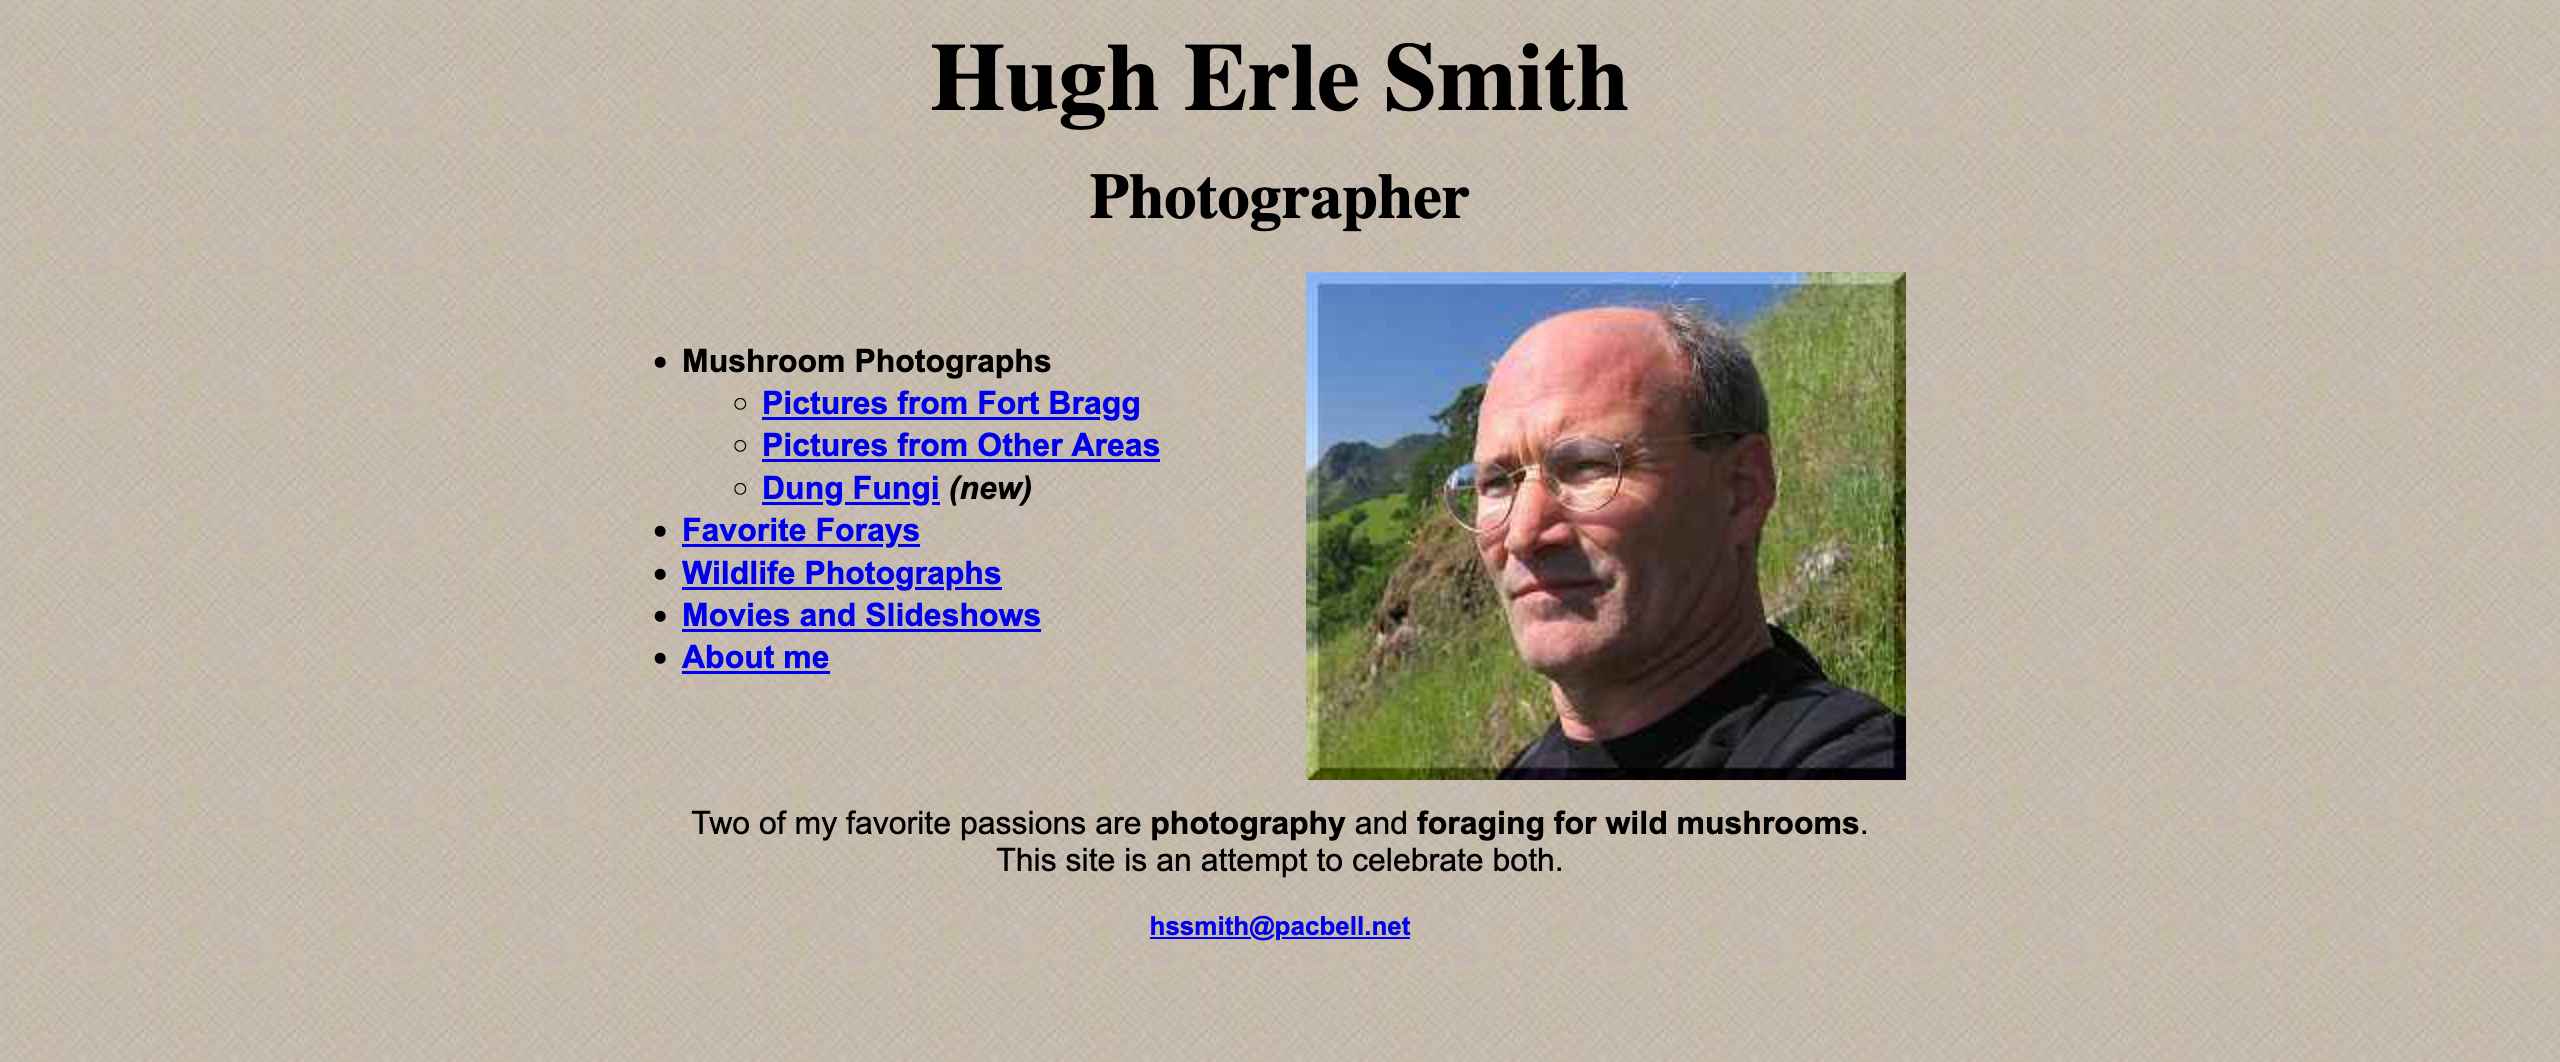 Hugh Erle Smith
Photographer
Mushroom Photographs
Pictures from Fort Bragg
Pictures from Other Areas
Dung Fungi (new)
Favorite Forays
Wildlife Photographs
Movies and Slideshows
About me
Two of my favorite passions are photography and foraging for wild mushrooms.
This site is an attempt to celebrate both.
hssmith@pacbell.net